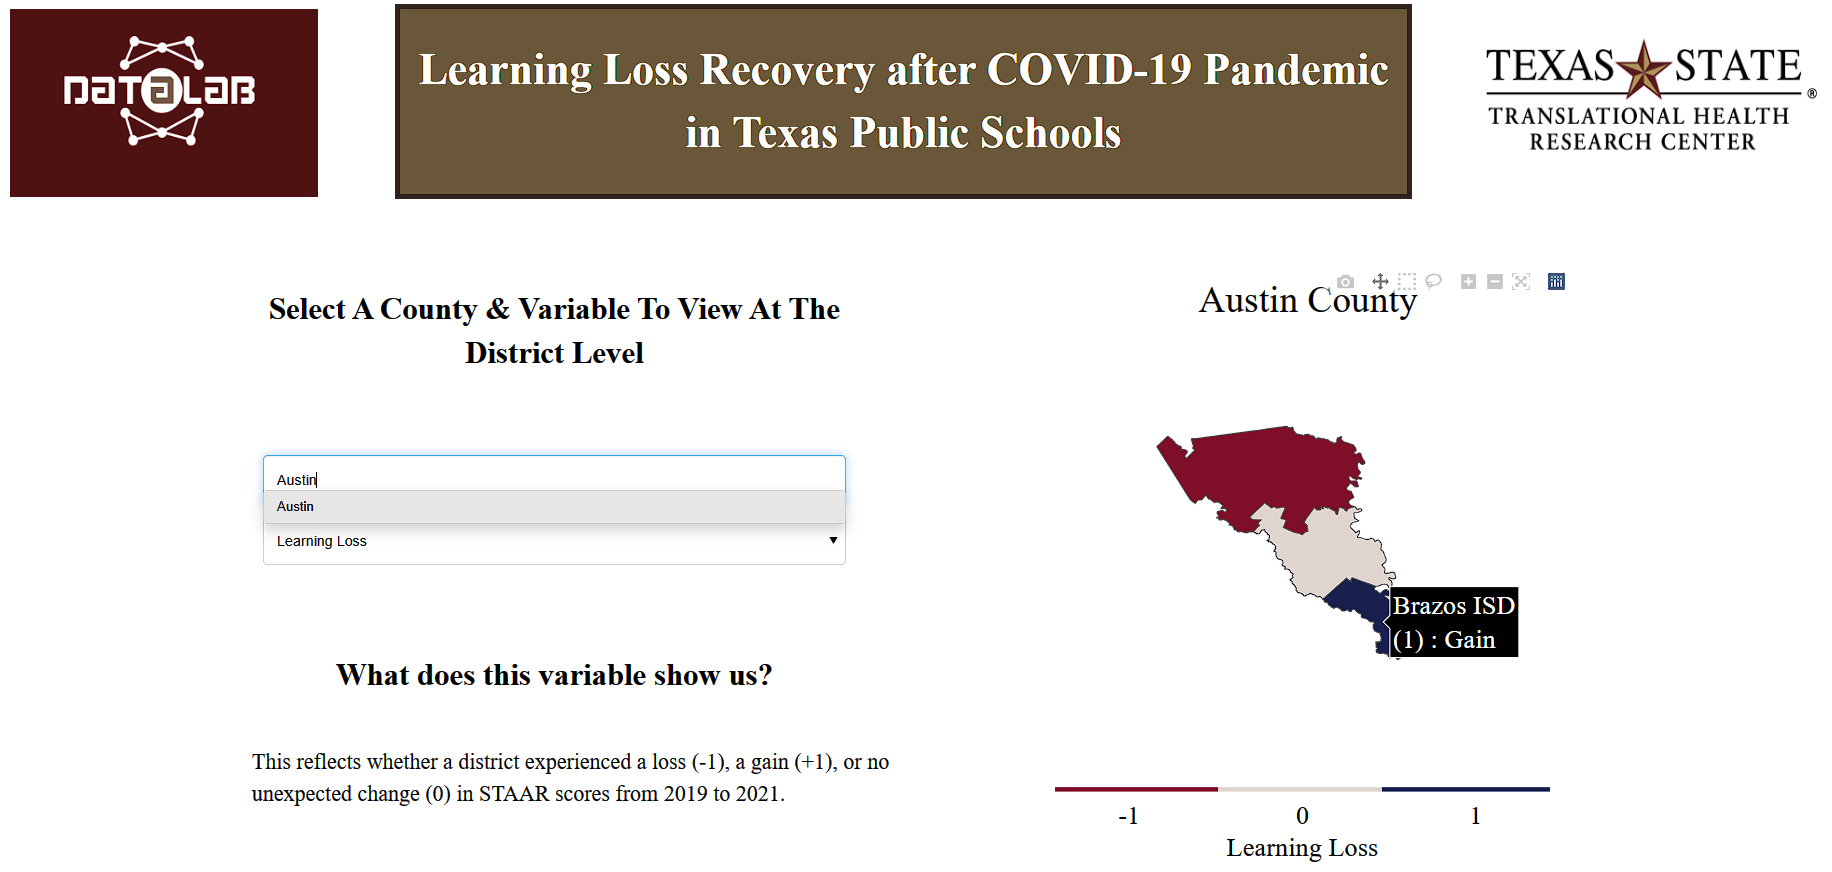 DATALAB
Learning Loss Recovery after COVID-19 Pandemic
in Texas Public Schools
TEXAS STATE
®
TRANSLATIONAL HEALTH
RESEARCH CENTER
Select A County & Variable To View At The
District Level
Austin
Austin
Learning Loss
What does this variable show us?
This reflects whether a district experienced a loss (-1), a gain (+1), or no
unexpected change (0) in STAAR scores from 2019 to 2021.
Austin County
Brazos ISD
(1) : Gain
-1 0 1
Learning Loss